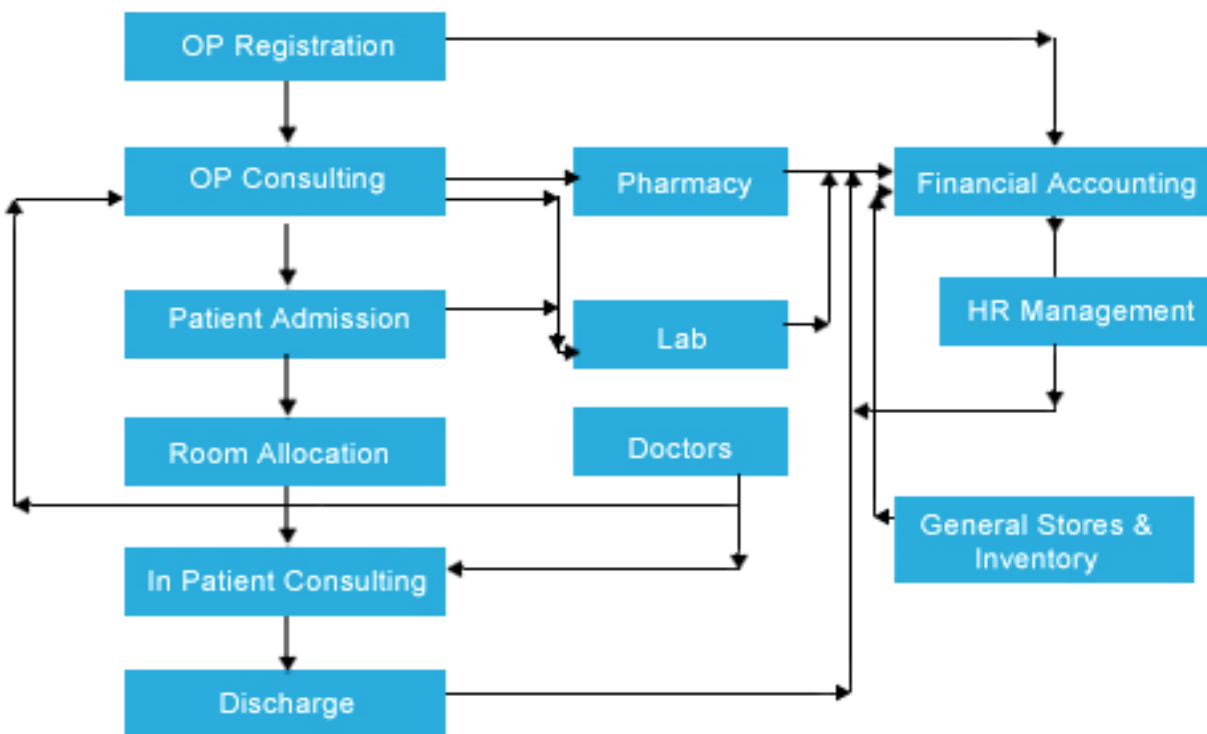 OP Registration
OP Consulting
Pharmacy
Financial Accounting
Patient Admission
Lab
HR Management
Room Allocation
Doctors
In Patient Consulting
General Stores &
Inventory
Discharge